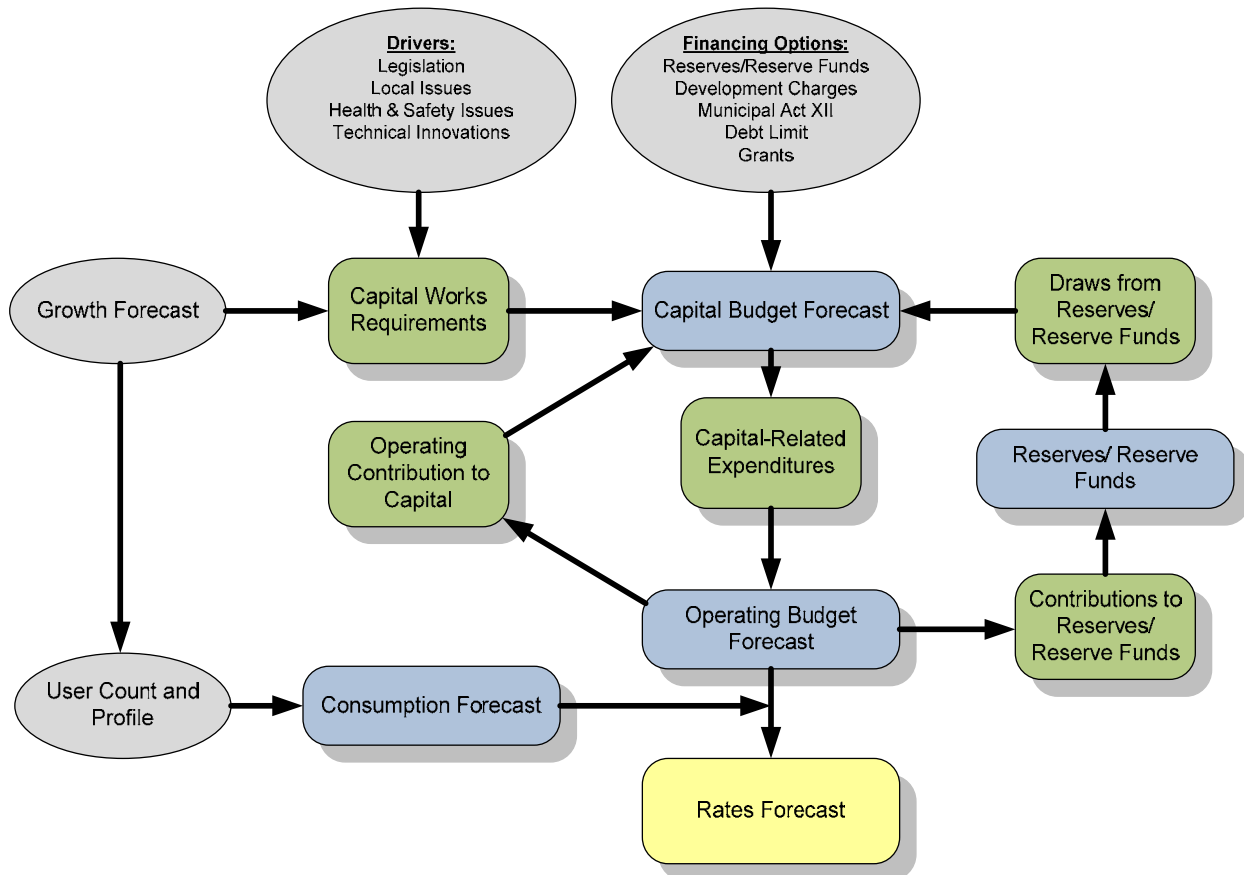 Drivers:
Legislation
Local Issues
Health & Safety Issues
Technical Innovations
Financing Options:
Reserves/Reserve Funds
Development Charges
Municipal Act XII
Debt Limit
Grants
Growth Forecast
Capital Works
Requirements
Capital Budget Forecast
Draws from
Reserves/
Reserve Funds
Operating
Contribution to
Capital
Capital-Related
Expenditures
Reserves/ Reserve
Funds
Operating Budget
Forecast
Contributions to
Reserves/
Reserve Funds
User Count and
Profile
Consumption Forecast
Rates Forecast